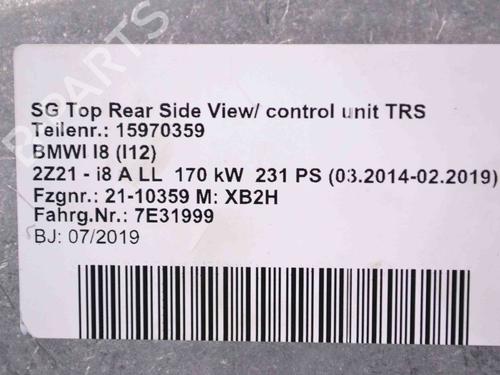 SG Top Rear Side View/ control unit TRS
Teilenr.: 15970359
BMWI I8 (I12)
2Z21 - i8 A LL 170 kW 231 PS (03.2014-02.2019)
Fzgnr.: 21-10359 M: XB2H
Fahrg.Nr.: 7E31999
BJ: 07/2019